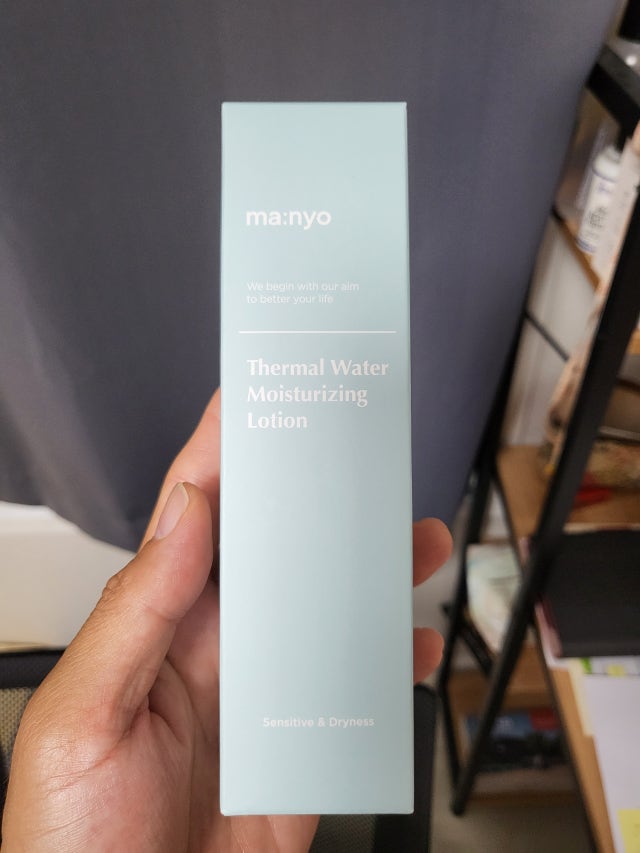 ma:nyo
We begin with our aim
to better your life
Thermal Water
Moisturizing
Lotion
Sensitive & Dryness